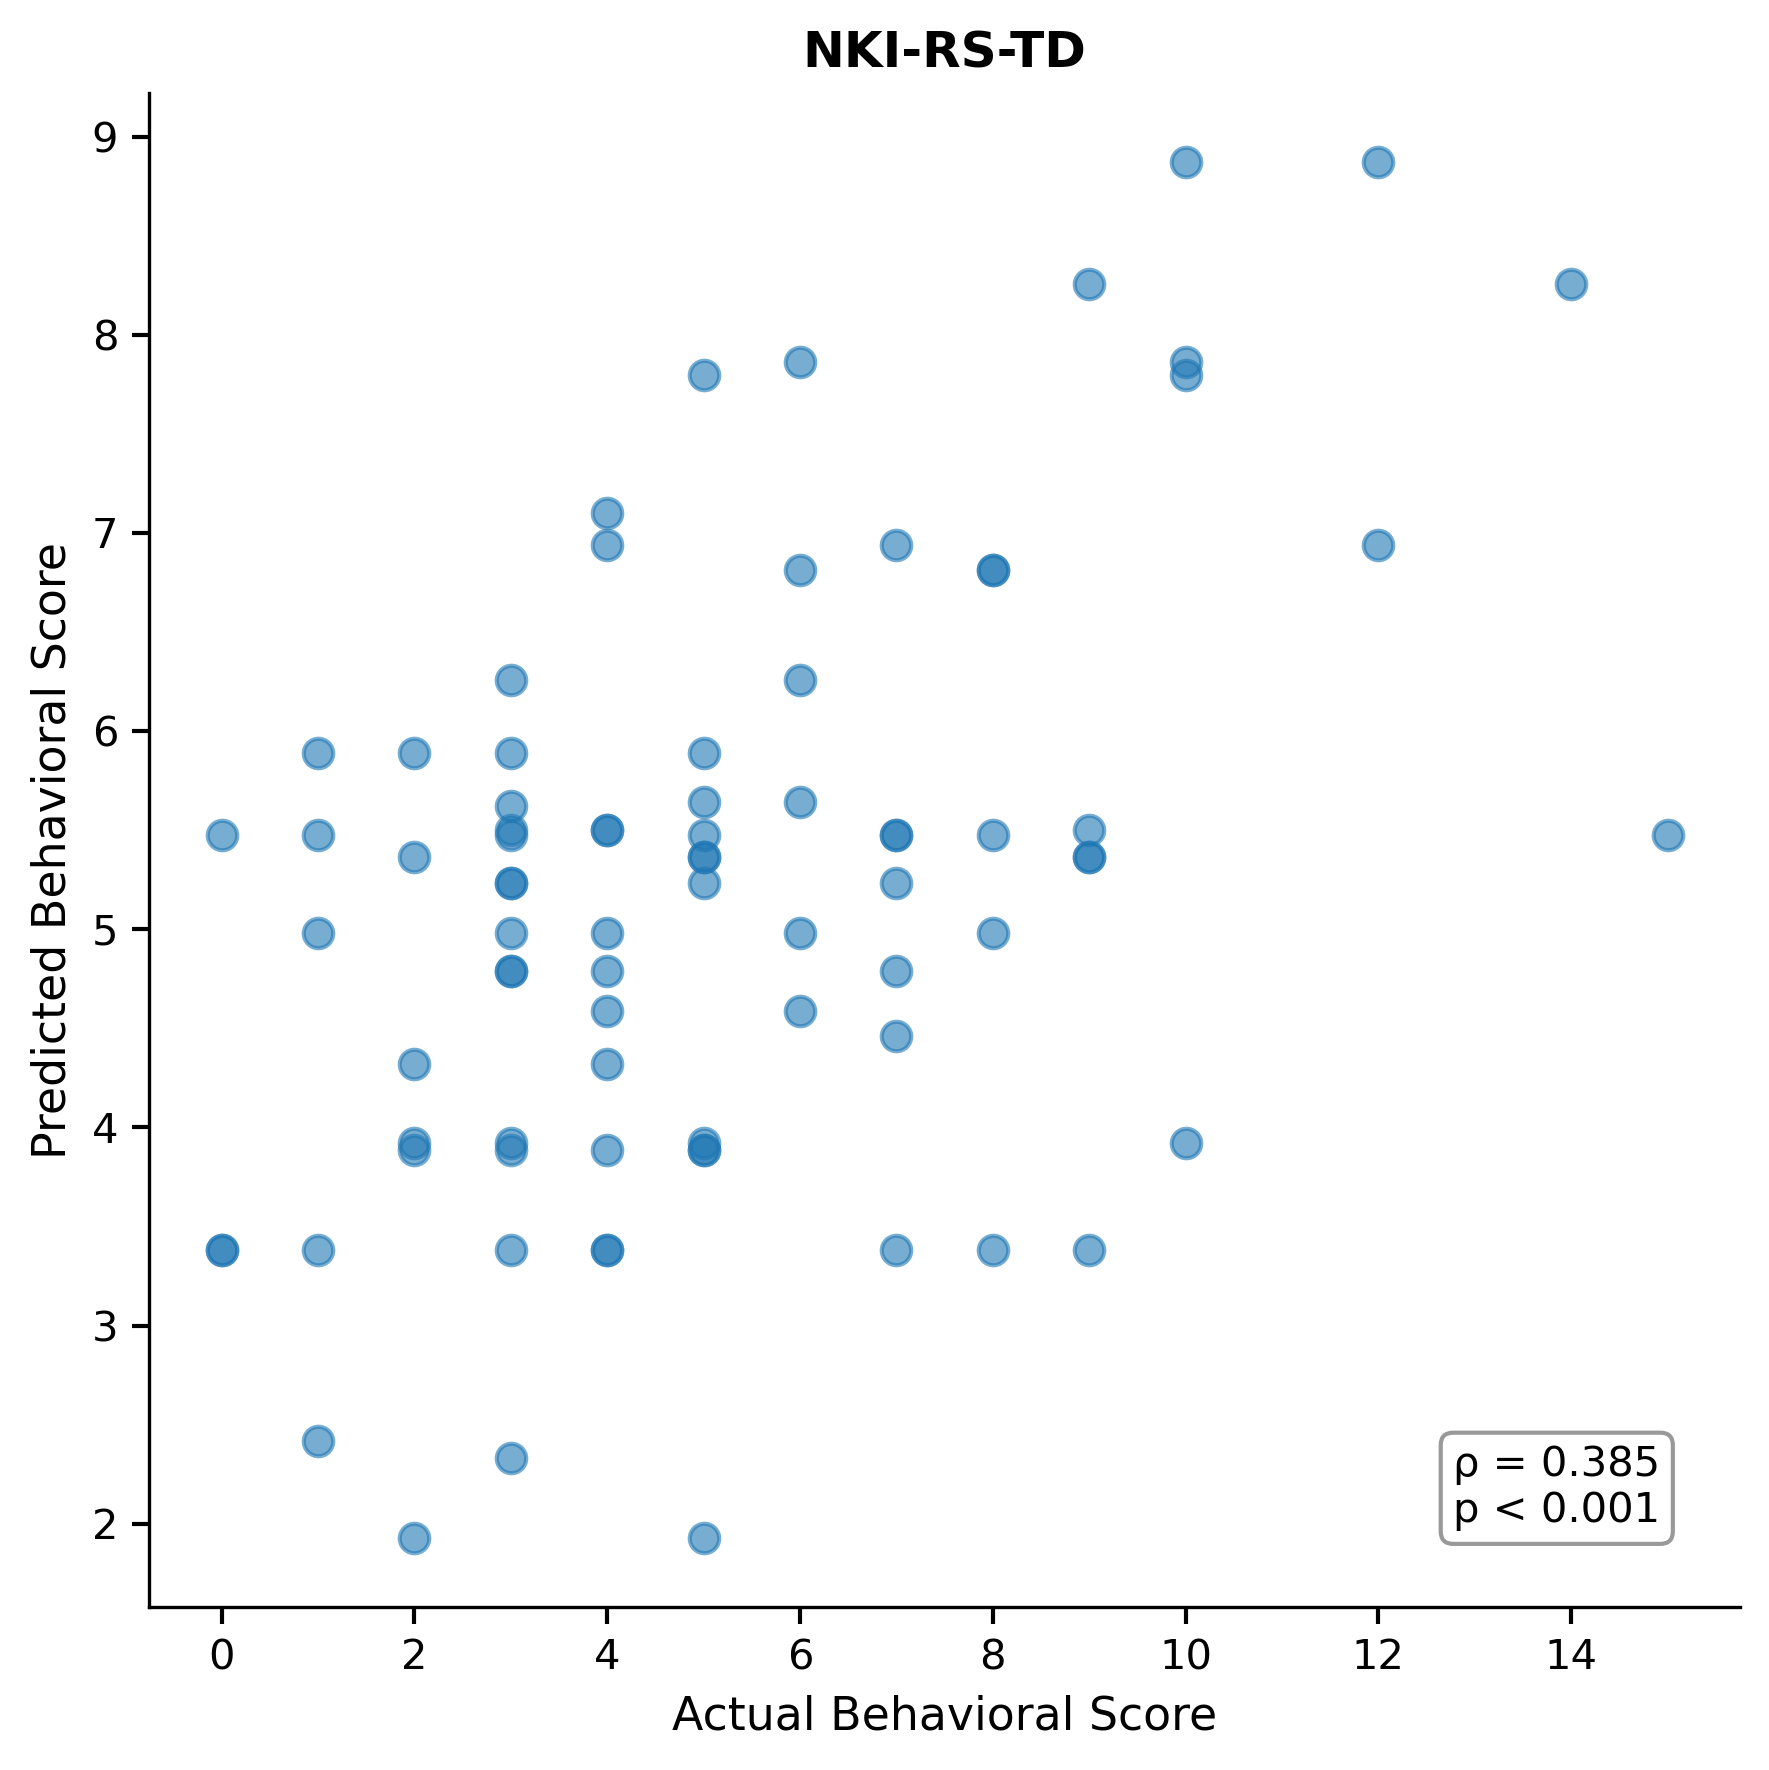 NKI-RS-TD
Predicted Behavioral Score
9
8
7
6
5
4
3
2
ρ = 0.385
p < 0.001
0 2 4 6 8 10 12 14
Actual Behavioral Score